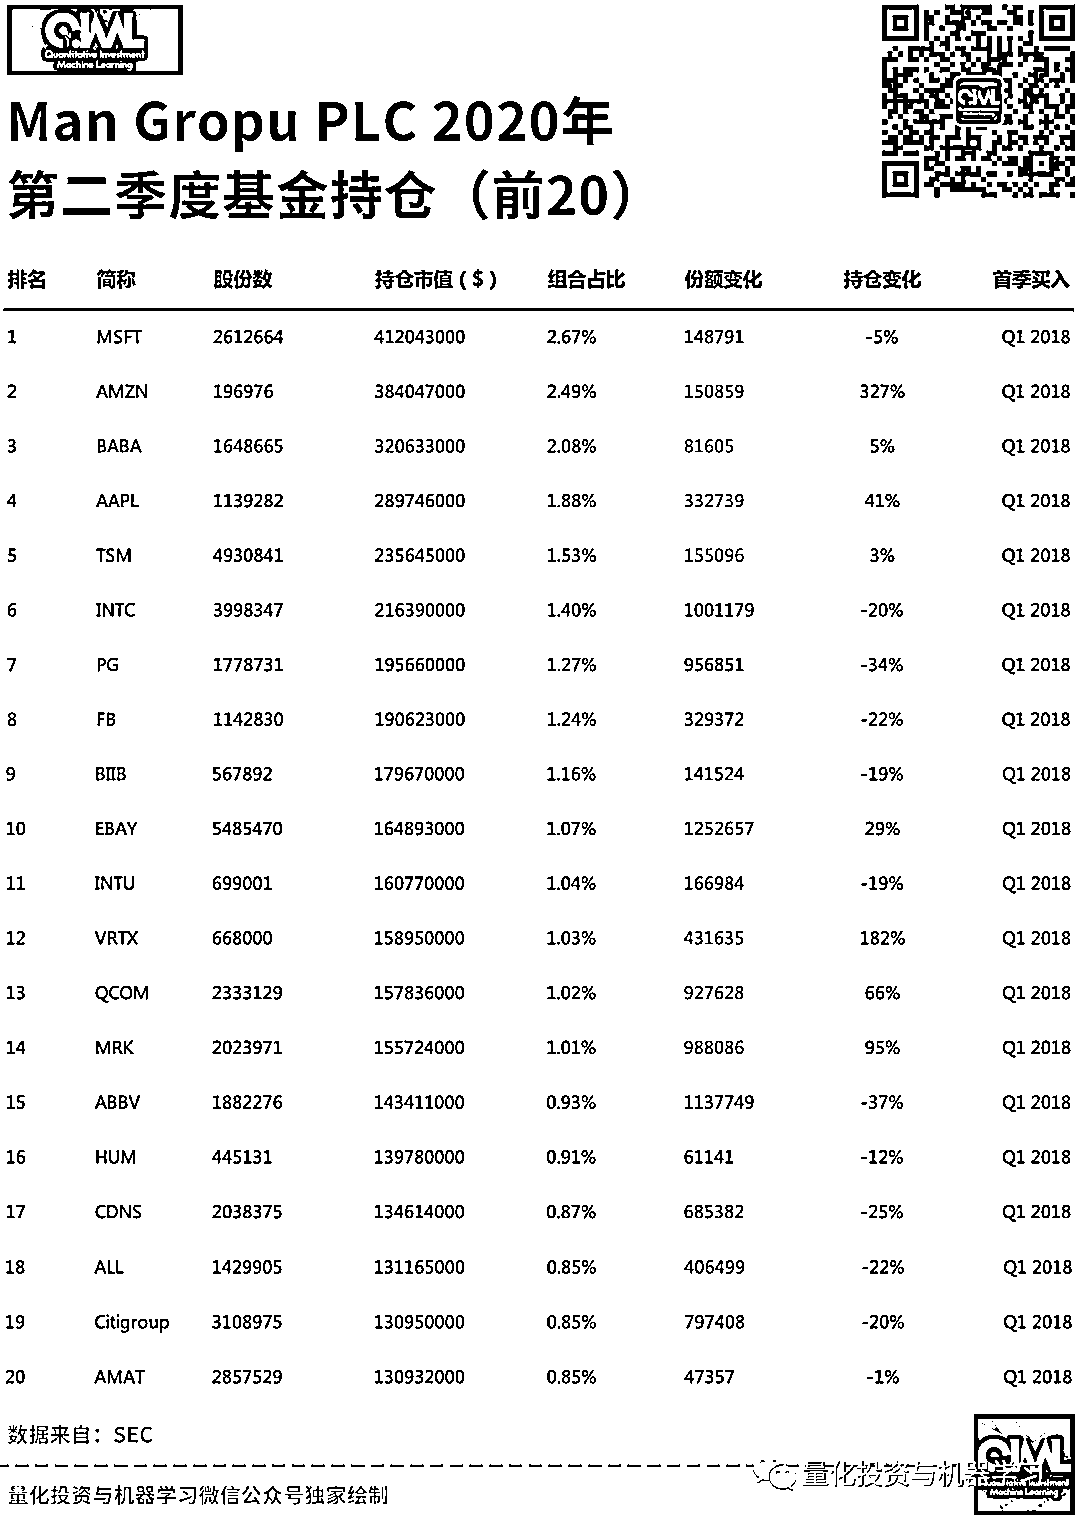 QIML
Quantitative Investment
Machine Learning
QIML
Man Gropu PLC 2020年
第二季度基金持仓（前20）
排名 简称 股份数 持仓市值（$） 组合占比 份额变化 持仓变化 首季买入
1 MSFT 2612664 412043000 2.67% 148791 -5% Q1 2018
2 AMZN 196976 384047000 2.49% 150859 327% Q1 2018
3 BABA 1648665 320633000 2.08% 81605 5% Q1 2018
4 AAPL 1139282 289746000 1.88% 332739 41% Q1 2018
5 TSM 4930841 235645000 1.53% 155096 3% Q1 2018
6 INTC 3998347 216390000 1.40% 1001179 -20% Q1 2018
7 PG 1778731 195660000 1.27% 956851 -34% Q1 2018
8 FB 1142830 190623000 1.24% 329372 -22% Q1 2018
9 BIIB 567892 179670000 1.16% 141524 -19% Q1 2018
10 EBAY 5485470 164893000 1.07% 1252657 29% Q1 2018
11 INTU 699001 160770000 1.04% 166984 -19% Q1 2018
12 VRTX 668000 158950000 1.03% 431635 182% Q1 2018
13 QCOM 2333129 157836000 1.02% 927628 66% Q1 2018
14 MRK 2023971 155724000 1.01% 988086 95% Q1 2018
15 ABBV 1882276 143411000 0.93% 1137749 -37% Q1 2018
16 HUM 445131 139780000 0.91% 61141 -12% Q1 2018
17 CDNS 2038375 134614000 0.87% 685382 -25% Q1 2018
18 ALL 1429905 131165000 0.85% 406499 -22% Q1 2018
19 Citigroup 3108975 130950000 0.85% 797408 -20% Q1 2018
20 AMAT 2857529 130932000 0.85% 47357 -1% Q1 2018
数据来自：SEC
量化投资与机器学习
QIML
Quantitative Investment
Machine Learning
量化投资与机器学习微信公众号独家绘制